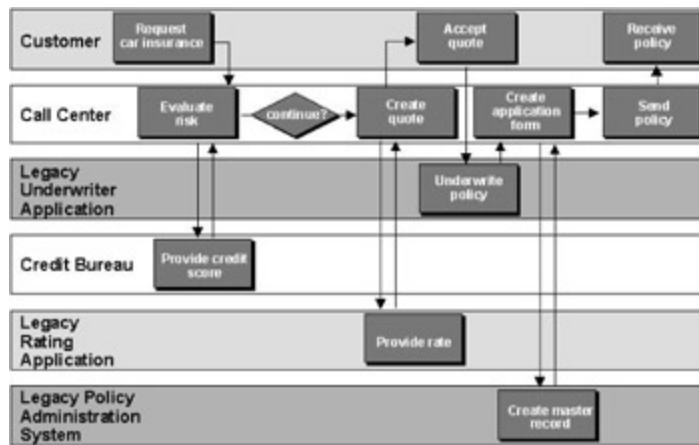 Customer
Request
car insurance
Accept
quote
Receive
policy
Call Center
Evaluate
risk
continue?
Create
quote
Create
application
form
Send
policy
Legacy
Underwriter
Application
Underwrite
policy
Credit Bureau
Provide credit
score
Legacy
Rating
Application
Provide rate
Legacy Policy
Administration
System
Create master
record